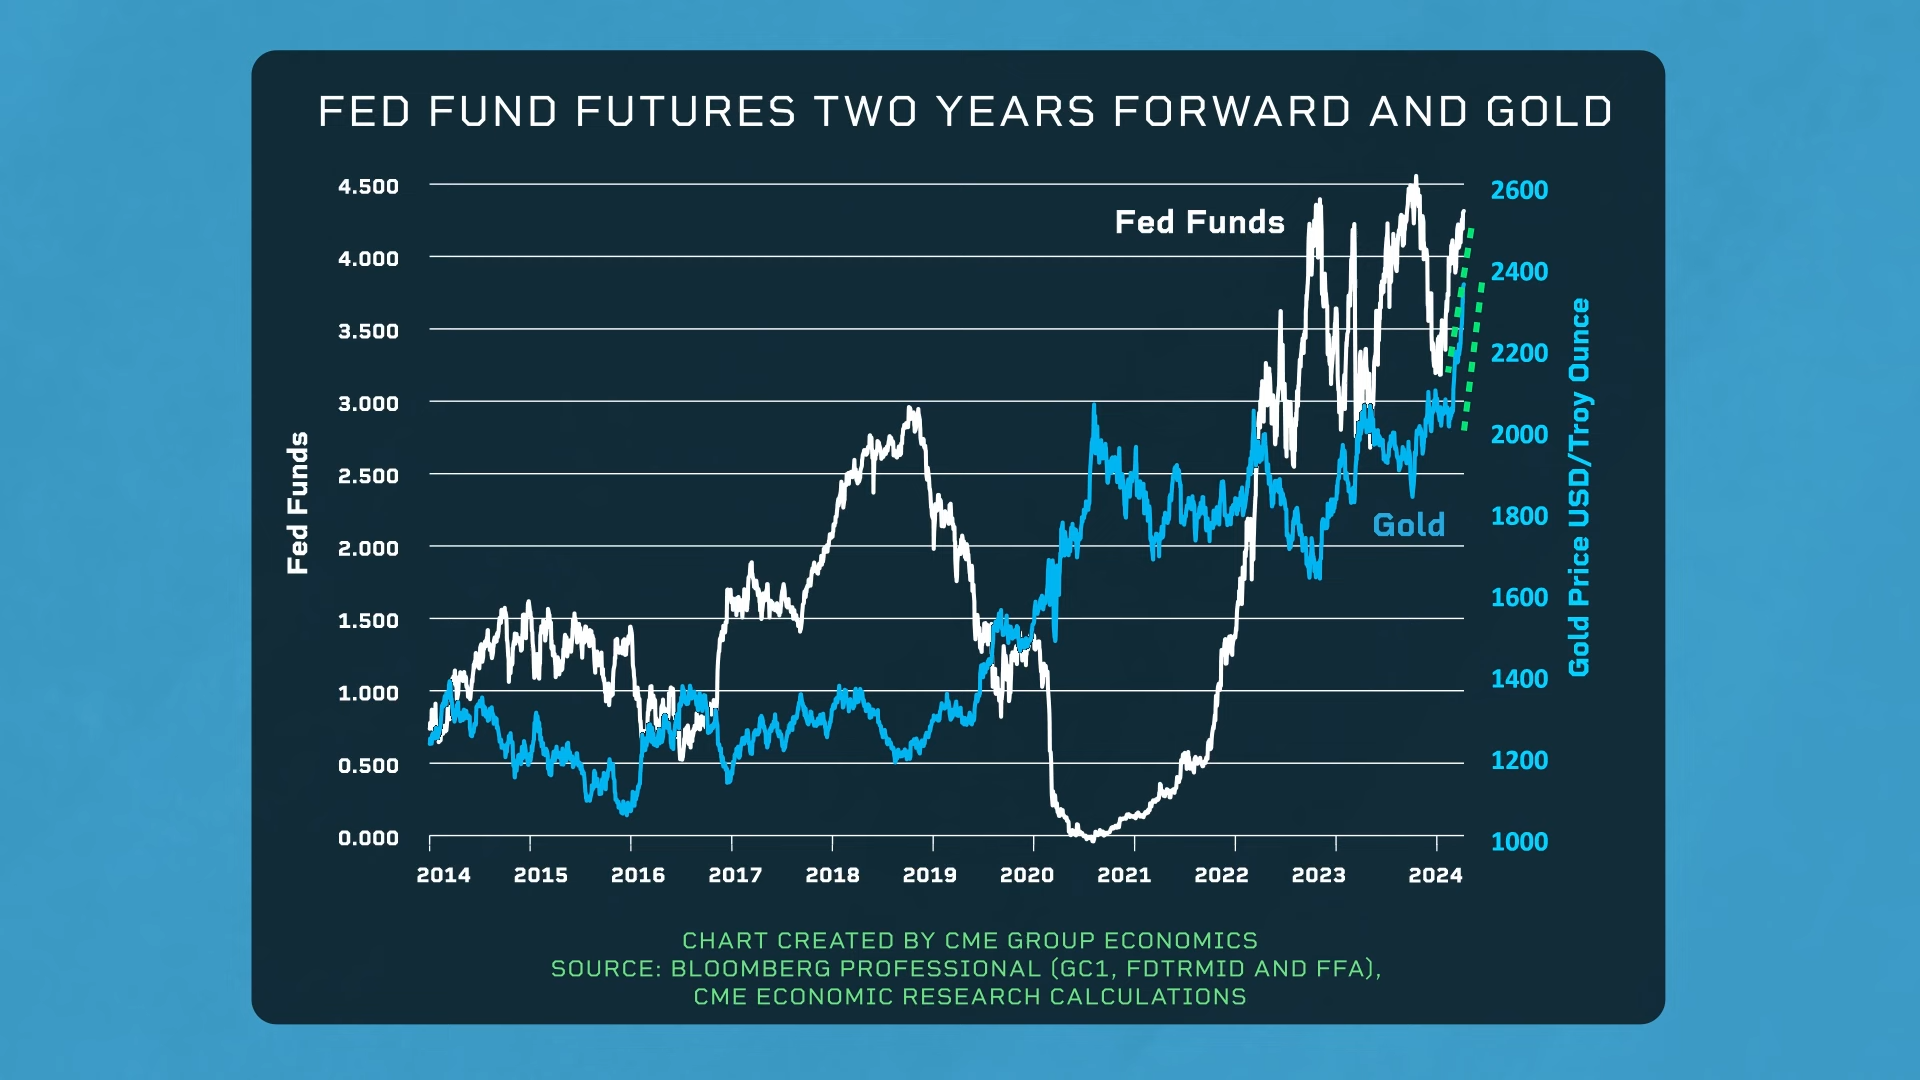 FED FUND FUTURES TWO YEARS FORWARD AND GOLD
4.500
4.000
3.500
3.000
2.500
2.000
1.500
1.000
0.500
0.000
Fed Funds
Fed Funds
Gold
2600
2400
2200
2000
1800
1600
1400
1200
1000
Gold Price USD/Troy Ounce
2014 2015 2016 2017 2018 2019 2020 2021 2022 2023 2024
CHART CREATED BY CME GROUP ECONOMICS
SOURCE: BLOOMBERG PROFESSIONAL (GC1, FDTRMID AND FFA),
CME ECONOMIC RESEARCH CALCULATIONS